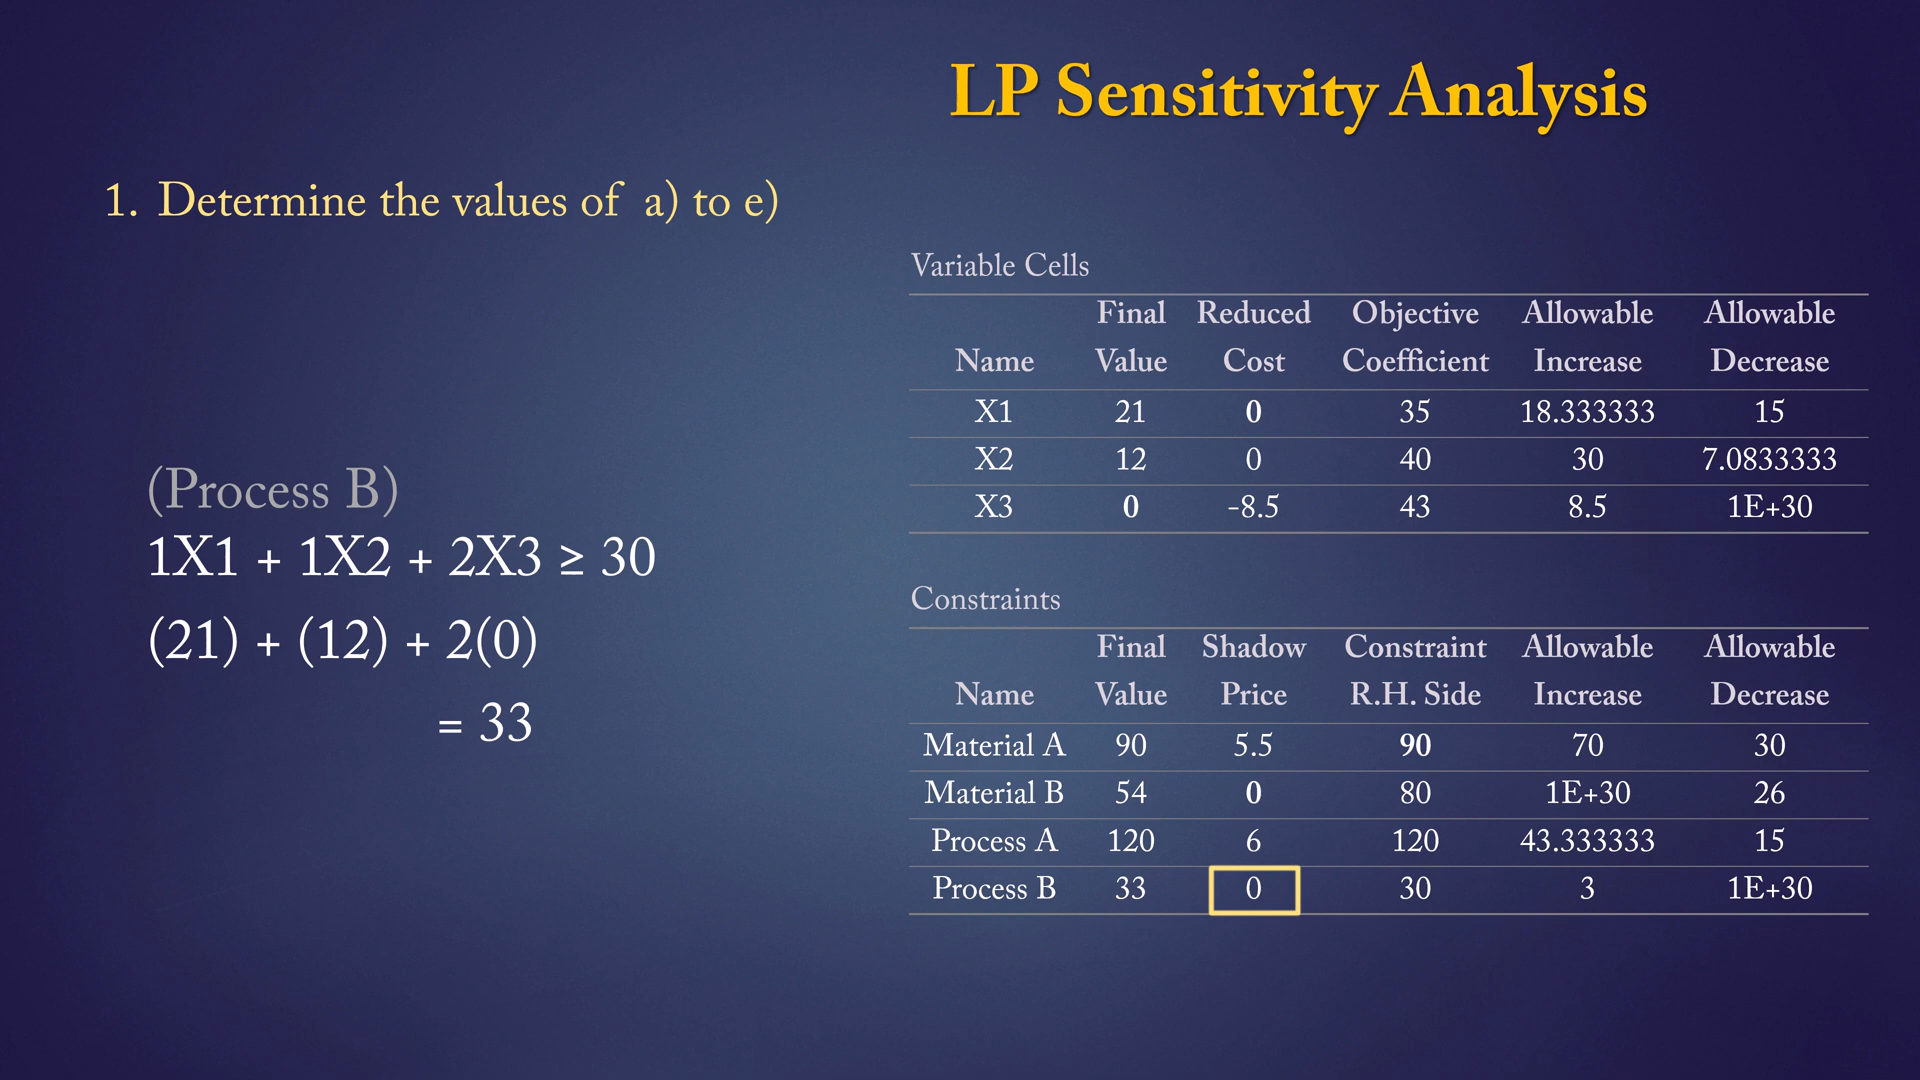 LP Sensitivity Analysis
1. Determine the values of a) to e)
(Process B)
1X1 + 1X2 + 2X3 ≥ 30
(21) + (12) + 2(0)
= 33
Variable Cells
Final Reduced Objective Allowable Allowable
Name Value Cost Coefficient Increase Decrease
X1 21 0 35 18.333333 15
X2 12 0 40 30 7.0833333
X3 0 -8.5 43 8.5 1E+30
Constraints
Final Shadow Constraint Allowable Allowable
Name Value Price R.H. Side Increase Decrease
Material A 90 5.5 90 70 30
Material B 54 0 80 1E+30 26
Process A 120 6 120 43.333333 15
Process B 33 0 30 3 1E+30